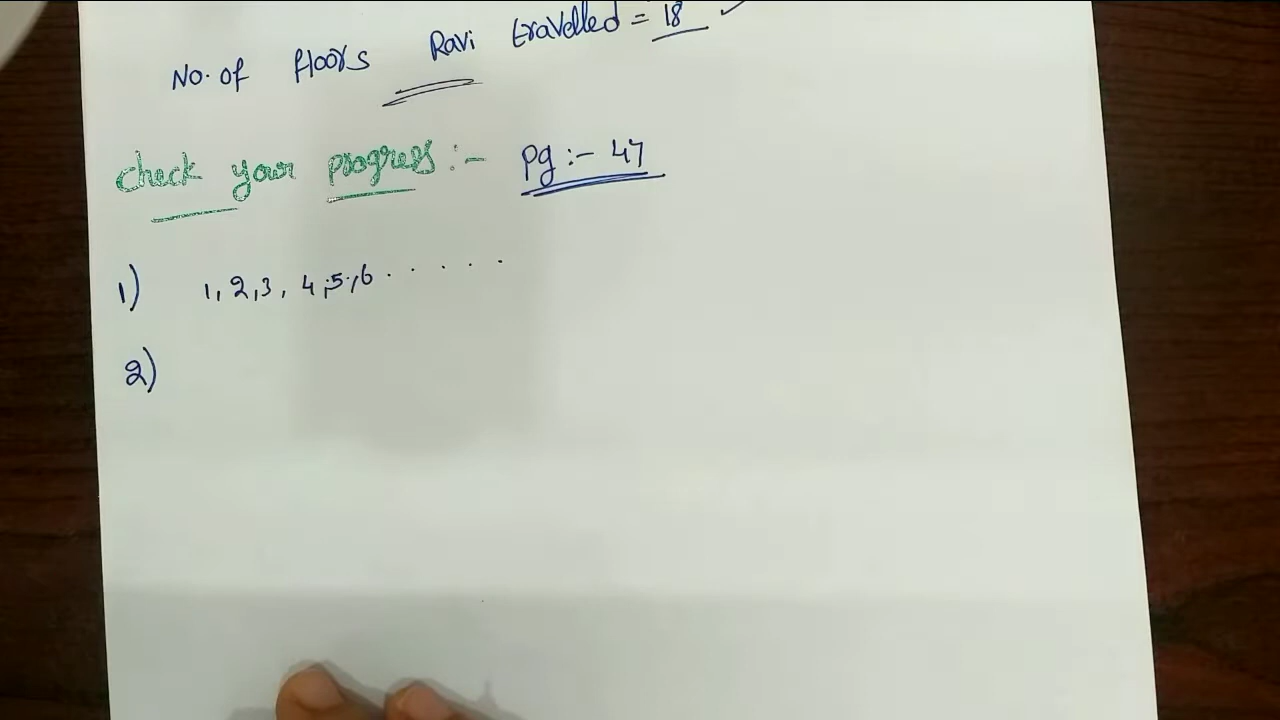 No. of floors Ravi travelled = 18 ✓
check your progress :- pg :- 47
1) 1, 2, 3, 4, 5, 6 . . . . .
2)